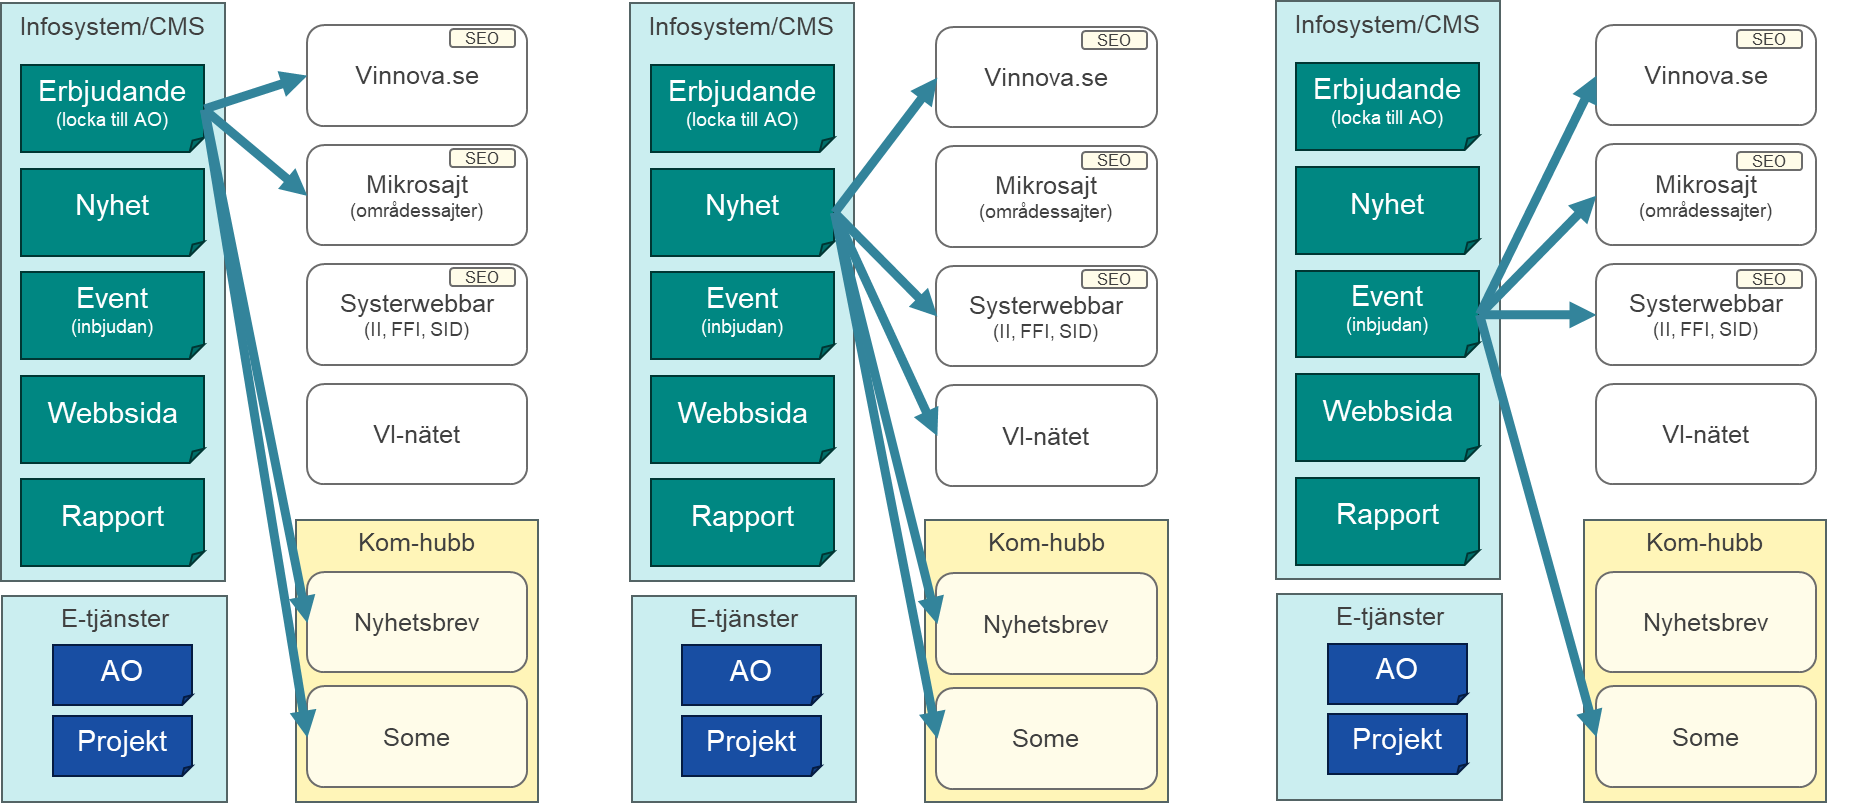 Infosystem/CMS
Erbjudande
(locka till AO)
Nyhet
Event
(inbjudan)
Webbsida
Rapport
E-tjänster
AO
Projekt
SEO
Vinnova.se
SEO
Mikrosajt
(områdessajter)
SEO
Systerwebbar
(II, FFI, SID)
VI-nätet
Kom-hubb
Nyhetsbrev
Some
Infosystem/CMS
Erbjudande
(locka till AO)
Nyhet
Event
(inbjudan)
Webbsida
Rapport
E-tjänster
AO
Projekt
SEO
Vinnova.se
SEO
Mikrosajt
(områdessajter)
SEO
Systerwebbar
(II, FFI, SID)
VI-nätet
Kom-hubb
Nyhetsbrev
Some
Infosystem/CMS
Erbjudande
(locka till AO)
Nyhet
Event
(inbjudan)
Webbsida
Rapport
E-tjänster
AO
Projekt
SEO
Vinnova.se
SEO
Mikrosajt
(områdessajter)
SEO
Systerwebbar
(II, FFI, SID)
VI-nätet
Kom-hubb
Nyhetsbrev
Some